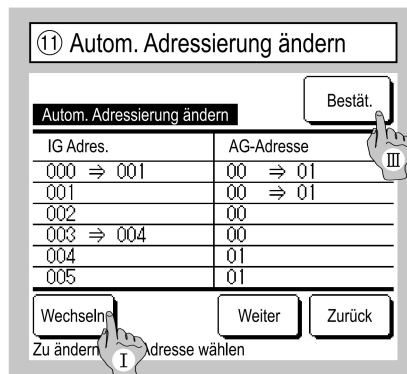 ⑪ Autom. Adressierung ändern
Bestät.
Autom. Adressierung ändern
III
IG Adres. AG-Adresse
000 ⇒ 001 00 ⇒ 01
001 00 ⇒ 01
002 00
003 ⇒ 004 00
004 01
005 01
Wechseln Weiter Zurück
Zu ändern Adresse wählen
I